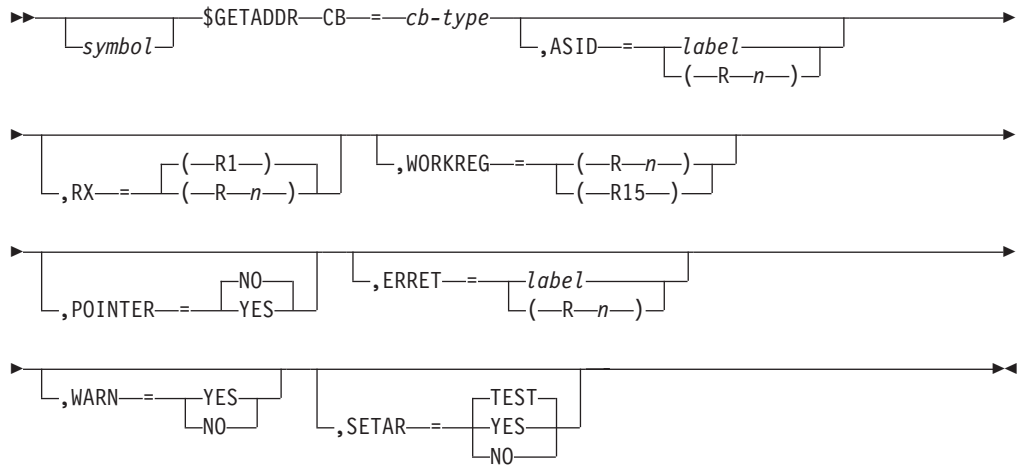 $GETADDR CB = cb-type
symbol ,ASID = label
( R n )
( R1 )
,RX = ( R n ) ,WORKREG = ( R n )
( R15 )
NO
,POINTER = YES ,ERRET = label
( R n )
,WARN = YES
NO
TEST
,SETAR = YES
NO